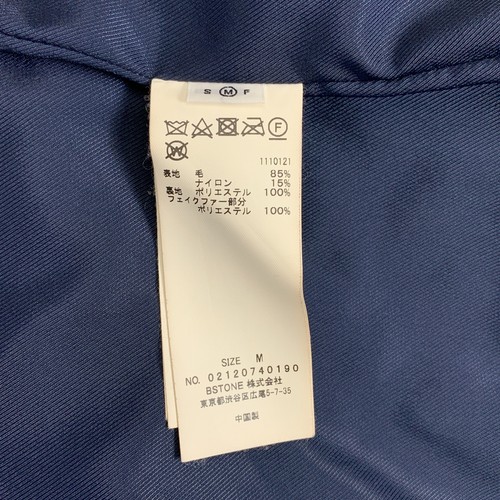 S M F
F
W
1110121
表地 毛 85%
ナイロン 15%
裏地 ポリエステル 100%
フェイクファー部分
ポリエステル 100%
SIZE M
NO. 02120740190
BSTONE 株式会社
東京都渋谷区広尾5-7-35
中国製